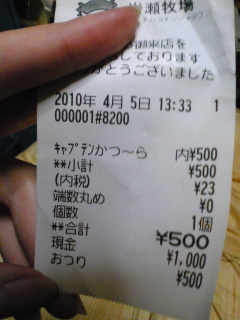 岩瀬牧場
御来店を
しております
がとうございました
2010年 4月 5日 13:33 1
000001#8200
ｷｬﾌﾟﾃﾝかつ～ら 内¥500
**小計 ¥500
(内税) ¥23
端数丸め ¥0
個数 1個
**合計 ¥500
現金 ¥1,000
おつり ¥500